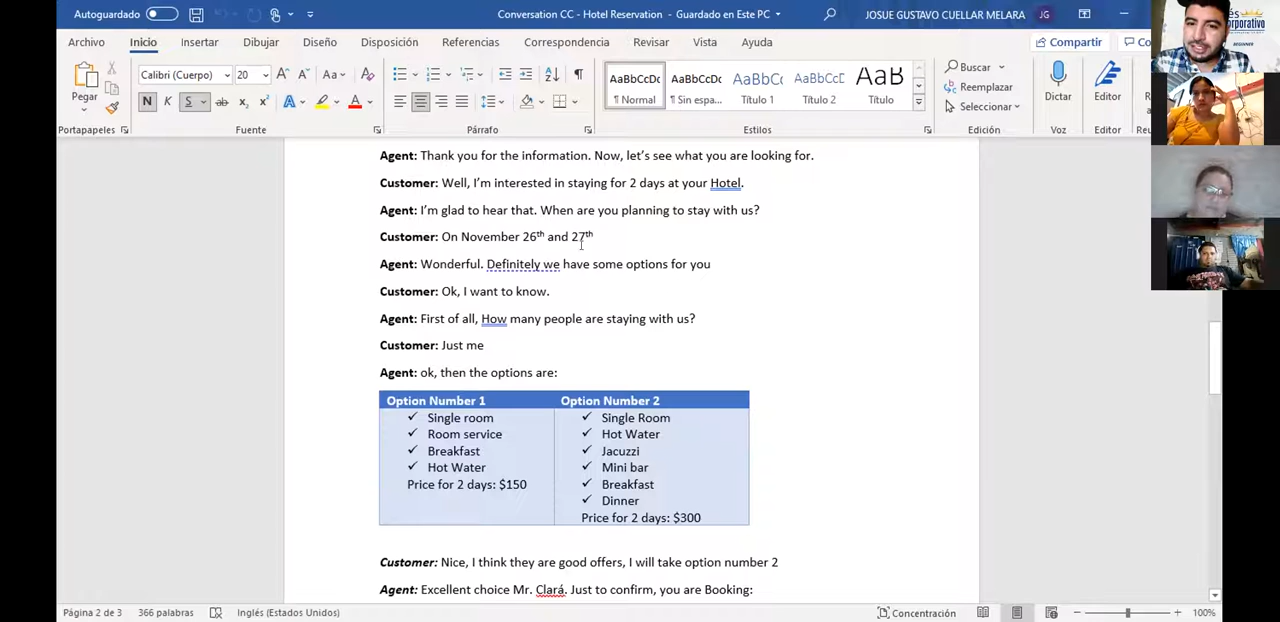 Autoguardado
Conversation CC - Hotel Reservation - Guardado en Este PC
JOSUE GUSTAVO CUELLAR MELARA
JG
Archivo Inicio Insertar Dibujar Diseño Disposición Referencias Correspondencia Revisar Vista Ayuda
Compartir
Co
Calibri (Cuerpo) 20
Pegar
N K S ab x₂ x²
AaBbCcDc AaBbCcDc AaBbCc AaBbCcD AaB
¶ Normal ¶ Sin espa... Título 1 Título 2 Título
Buscar
Reemplazar
Seleccionar
Dictar
Editor
Portapapeles Fuente Párrafo Estilos Edición Voz Editor
Agent: Thank you for the information. Now, let's see what you are looking for.
Customer: Well, I'm interested in staying for 2 days at your Hotel.
Agent: I'm glad to hear that. When are you planning to stay with us?
Customer: On November 26th and 27th
Agent: Wonderful. Definitely we have some options for you
Customer: Ok, I want to know.
Agent: First of all, How many people are staying with us?
Customer: Just me
Agent: ok, then the options are:
Option Number 1
✓ Single room
✓ Room service
✓ Breakfast
✓ Hot Water
Price for 2 days: $150
Option Number 2
✓ Single Room
✓ Hot Water
✓ Jacuzzi
✓ Mini bar
✓ Breakfast
✓ Dinner
Price for 2 days: $300
Customer: Nice, I think they are good offers, I will take option number 2
Agent: Excellent choice Mr. Clará. Just to confirm, you are Booking:
Página 2 de 3 366 palabras Inglés (Estados Unidos) Concentración 100%